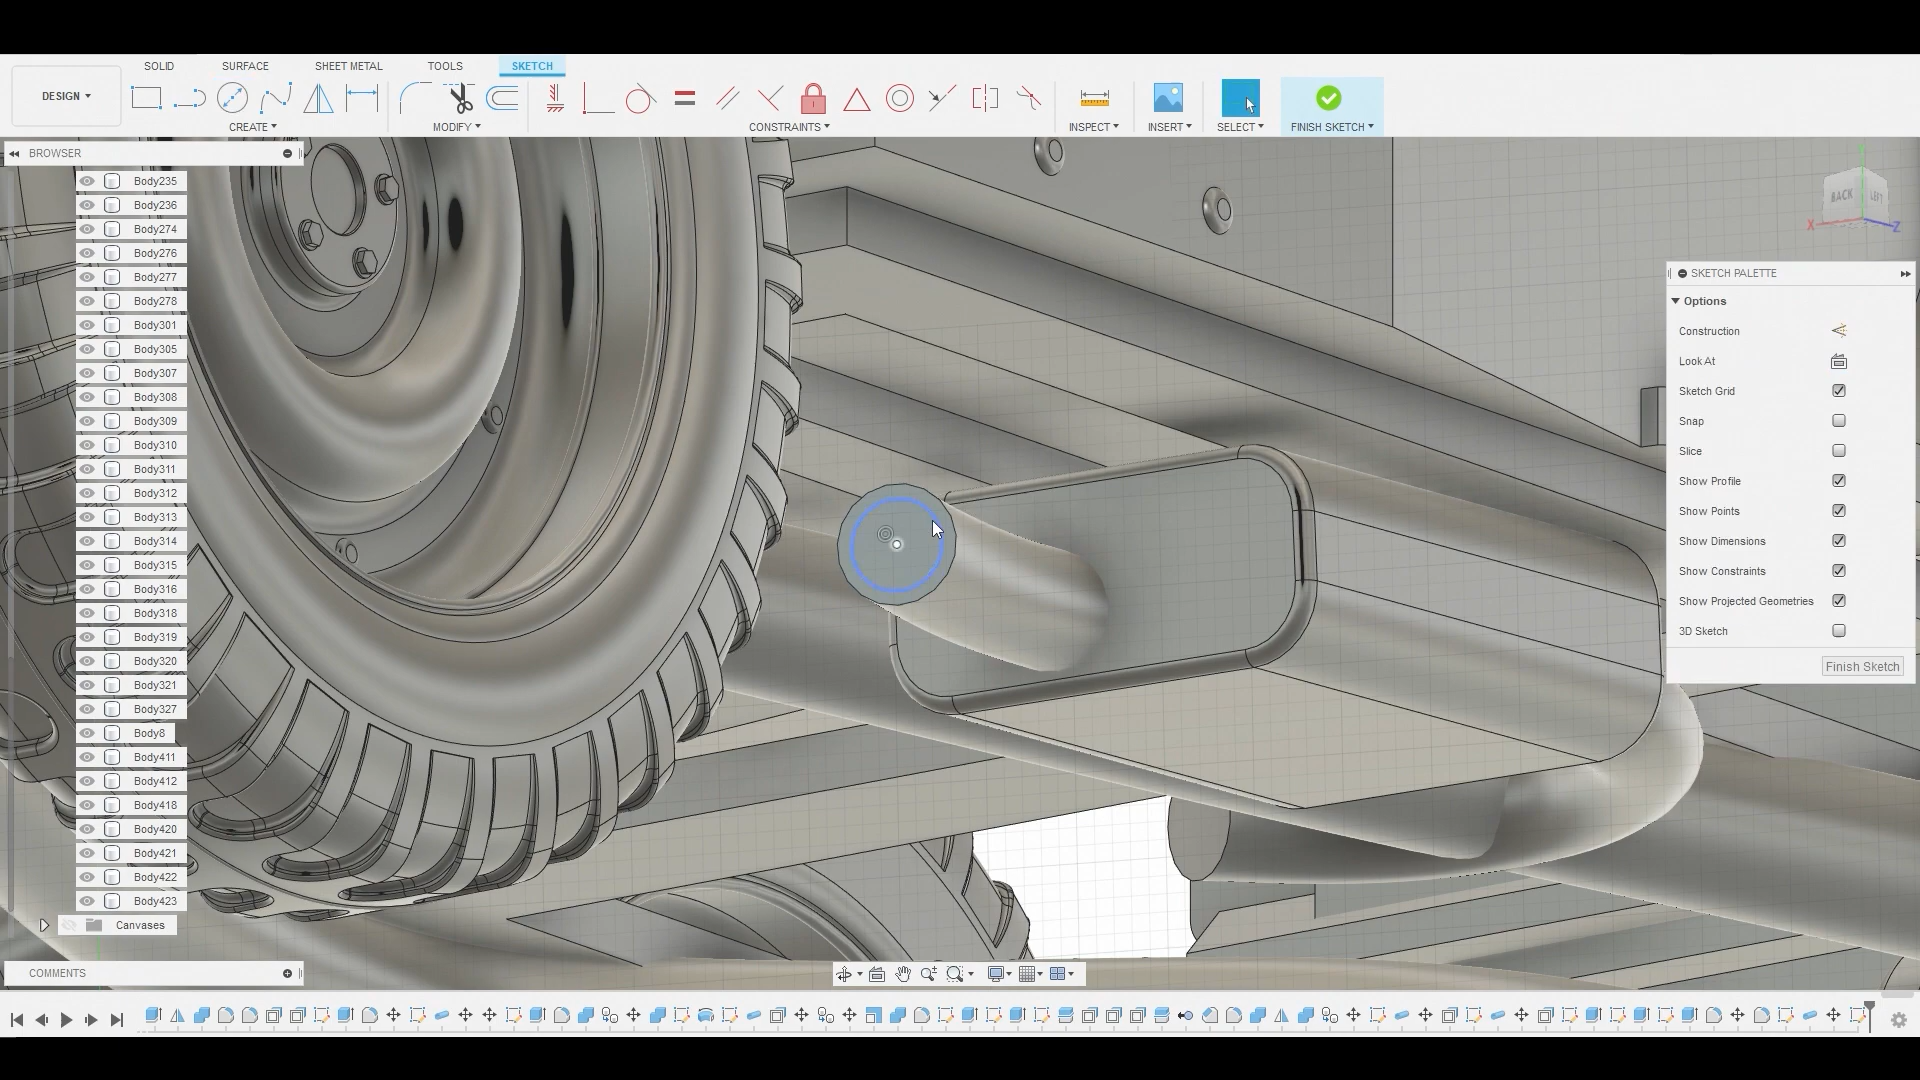 SOLID SURFACE SHEET METAL TOOLS SKETCH
DESIGN
CREATE MODIFY CONSTRAINTS INSPECT INSERT SELECT FINISH SKETCH
BROWSER
Body235
Body236
Body274
Body276
Body277
Body278
Body301
Body305
Body307
Body308
Body309
Body310
Body311
Body312
Body313
Body314
Body315
Body316
Body318
Body319
Body320
Body321
Body327
Body8
Body411
Body412
Body418
Body420
Body421
Body422
Body423
Canvases
COMMENTS
BACK
X
Z
SKETCH PALETTE
Options
Construction
Look At
Sketch Grid
Snap
Slice
Show Profile
Show Points
Show Dimensions
Show Constraints
Show Projected Geometries
3D Sketch
Finish Sketch